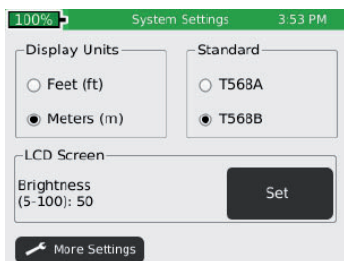 100% System Settings 3:53 PM
Display Units
Feet (ft)
Meters (m)
Standard
T568A
T568B
LCD Screen
Brightness
(5-100): 50
Set
More Settings